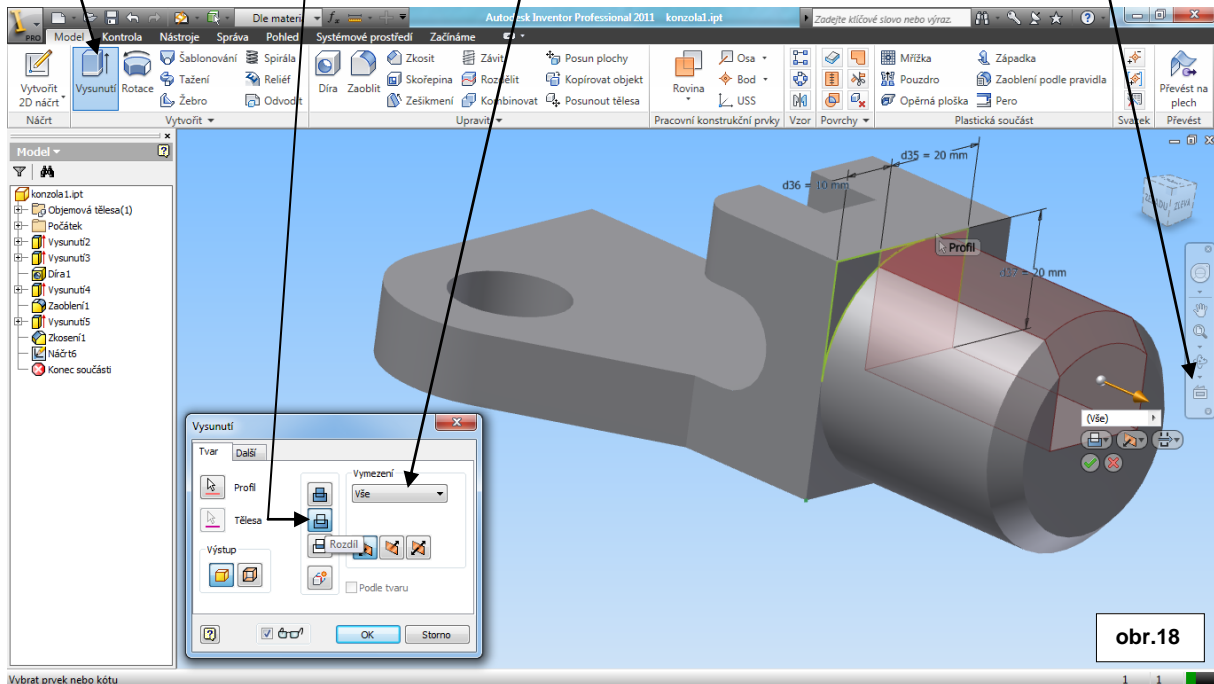 Dle materi
Autodesk Inventor Professional 2011 konzola1.ipt
Zadejte klíčové slovo nebo výraz.
PRO
Model Kontrola Nástroje Správa Pohled Systémové prostředí Začínáme
Vytvořit
2D náčrt
Vysunutí
Rotace
Šablonování
Tažení
Žebro
Spirála
Reliéf
Odvodit
Díra
Zaoblit
Zkosit
Skořepina
Zešikmení
Závit
Rozdělit
Kombinovat
Posun plochy
Kopírovat objekt
Posunout tělesa
Rovina
Osa
Bod
USS
Mřížka
Pouzdro
Opěrná ploška
Západka
Zaoblení podle pravidla
Pero
Převést na
plech
Náčrt
Vytvořit
Upravit
Pracovní konstrukční prvky
Vzor
Povrchy
Plastická součást
Svazek
Převést
Model
konzola1.ipt
Objemová tělesa(1)
Počátek
Vysunutí2
Vysunutí3
Díra1
Vysunutí4
Zaoblení1
Vysunutí5
Zkosení1
Náčrt6
Konec součásti
d35 = 20 mm
d36 = 10 mm
Profil
d37 = 20 mm
ZLEVA
(Vše)
Vysunutí
Tvar
Další
Profil
Tělesa
Výstup
Rozdíl
Vymezení
Vše
Podle tvaru
OK
Storno
obr.18
Vybrat prvek nebo kótu
1 1